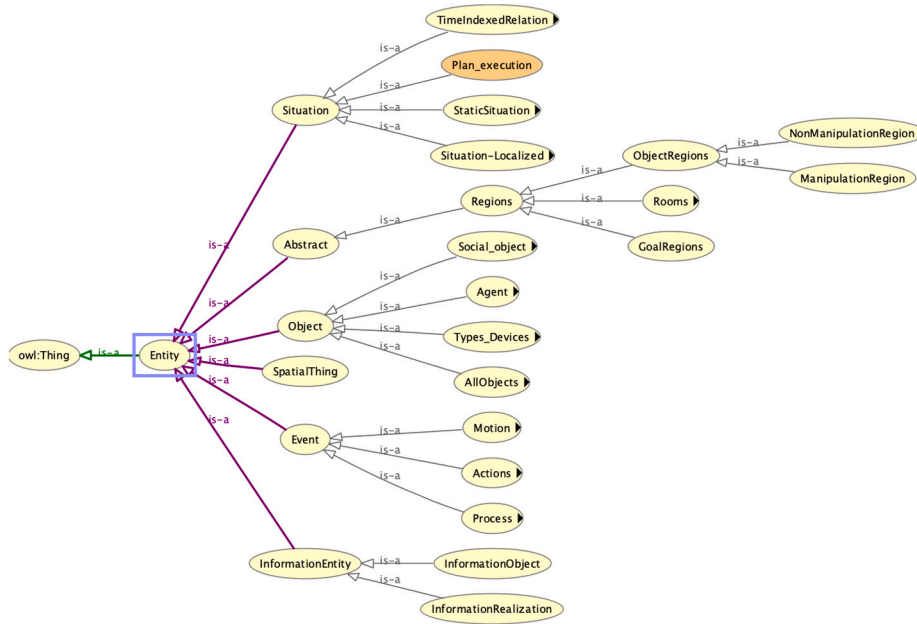 TimeIndexedRelation
is-a
Plan_execution
is-a
Situation
StaticSituation
is-a
is-a
Situation-Localized
NonManipulationRegion
is-a
ObjectRegions
is-a
ManipulationRegion
is-a
Regions
is-a
Rooms
is-a
is-a
GoalRegions
is-a
Abstract
is-a
Social_object
is-a
is-a
Agent
is-a
Object
is-a
is-a
Types_Devices
owl:Thing
is-a
Entity
is-a
SpatialThing
is-a
AllObjects
is-a
Motion
is-a
Event
is-a
Actions
is-a
Process
is-a
InformationEntity
is-a
InformationObject
is-a
InformationRealization